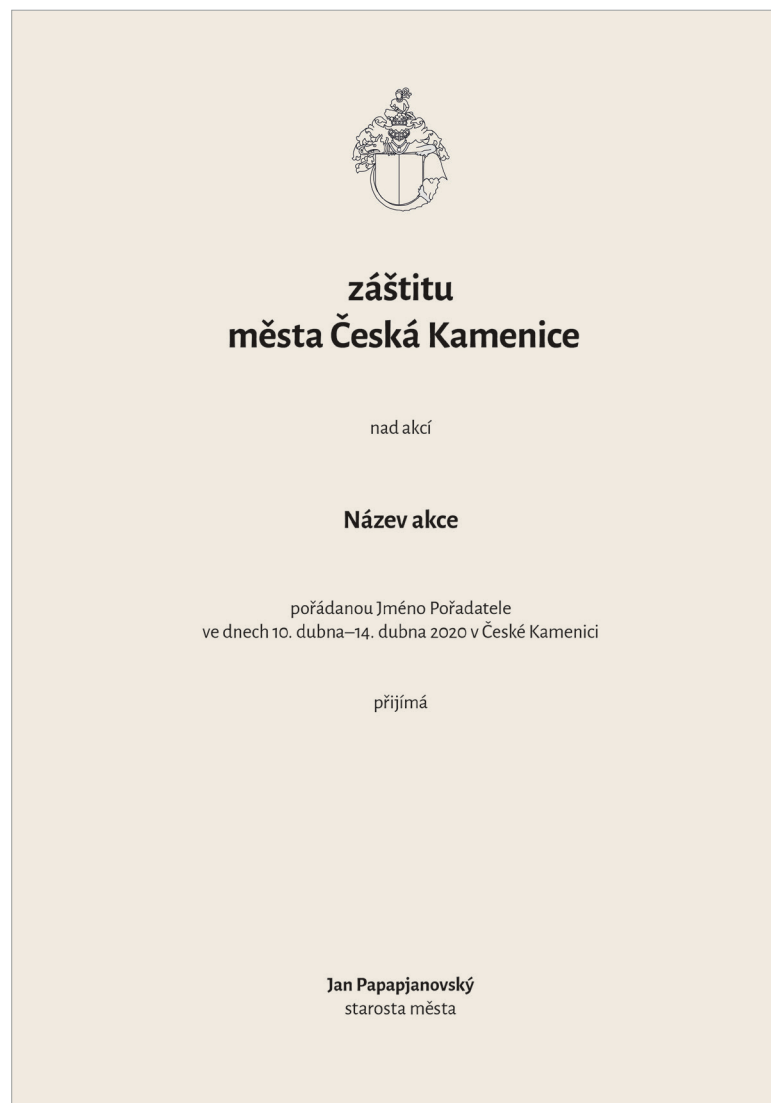 záštitu
města Česká Kamenice
nad akcí
Název akce
pořádanou Jméno Pořadatele
ve dnech 10. dubna–14. dubna 2020 v České Kamenici
přijímá
Jan Papapjanovský
starosta města